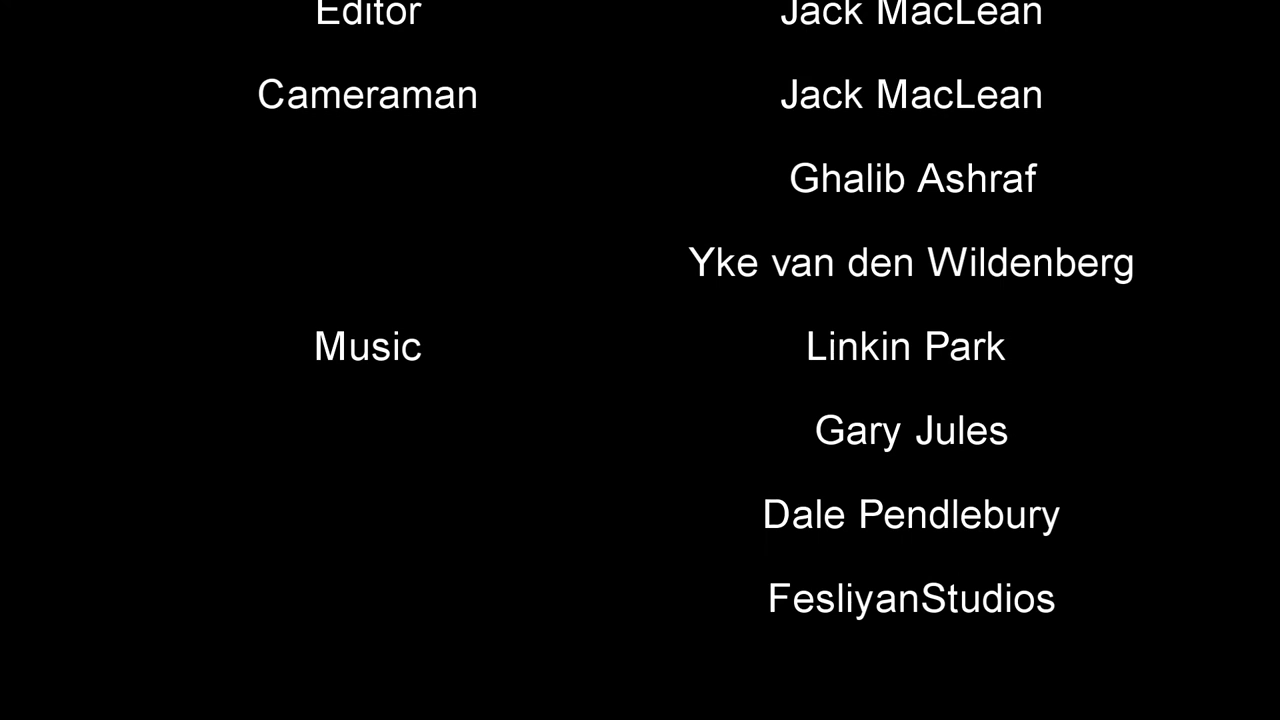 Editor Jack MacLean
Cameraman Jack MacLean
Ghalib Ashraf
Yke van den Wildenberg
Music Linkin Park
Gary Jules
Dale Pendlebury
FesliyanStudios